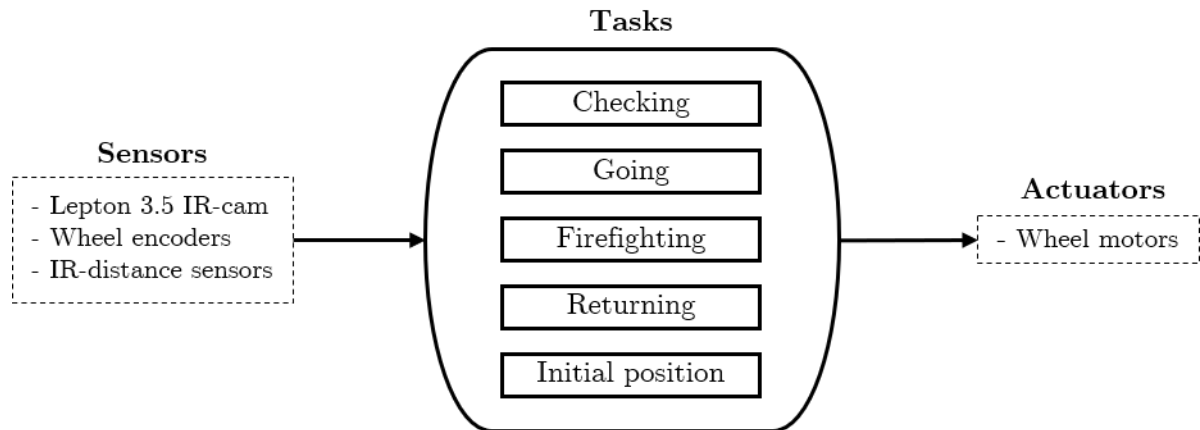 Tasks
Checking
Going
Firefighting
Returning
Initial position
Sensors
- Lepton 3.5 IR-cam
- Wheel encoders
- IR-distance sensors
Actuators
- Wheel motors